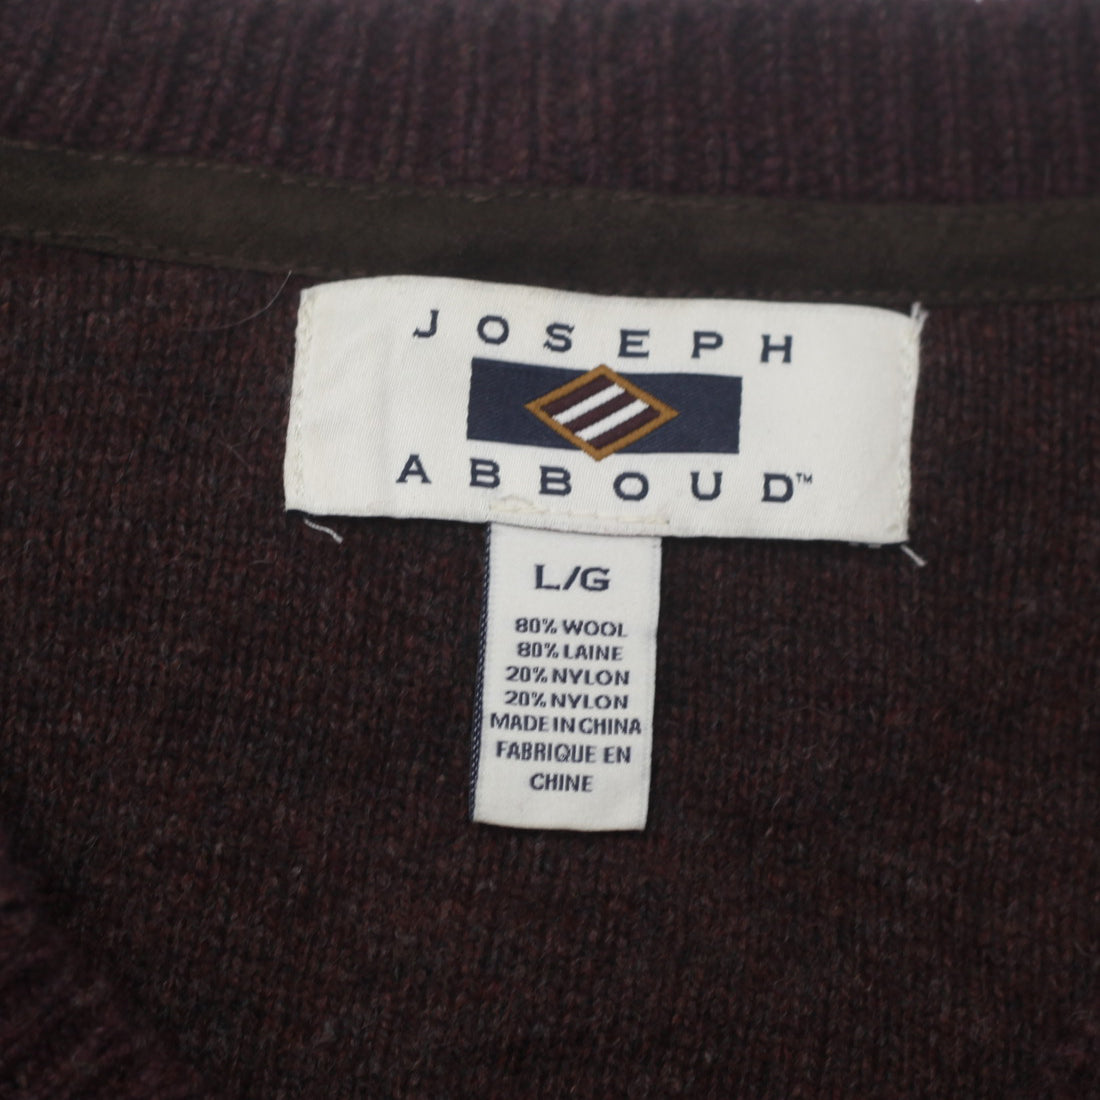 JOSEPH
ABBOUD™
L/G
80% WOOL
80% LAINE
20% NYLON
20% NYLON
MADE IN CHINA
FABRIQUE EN
CHINE